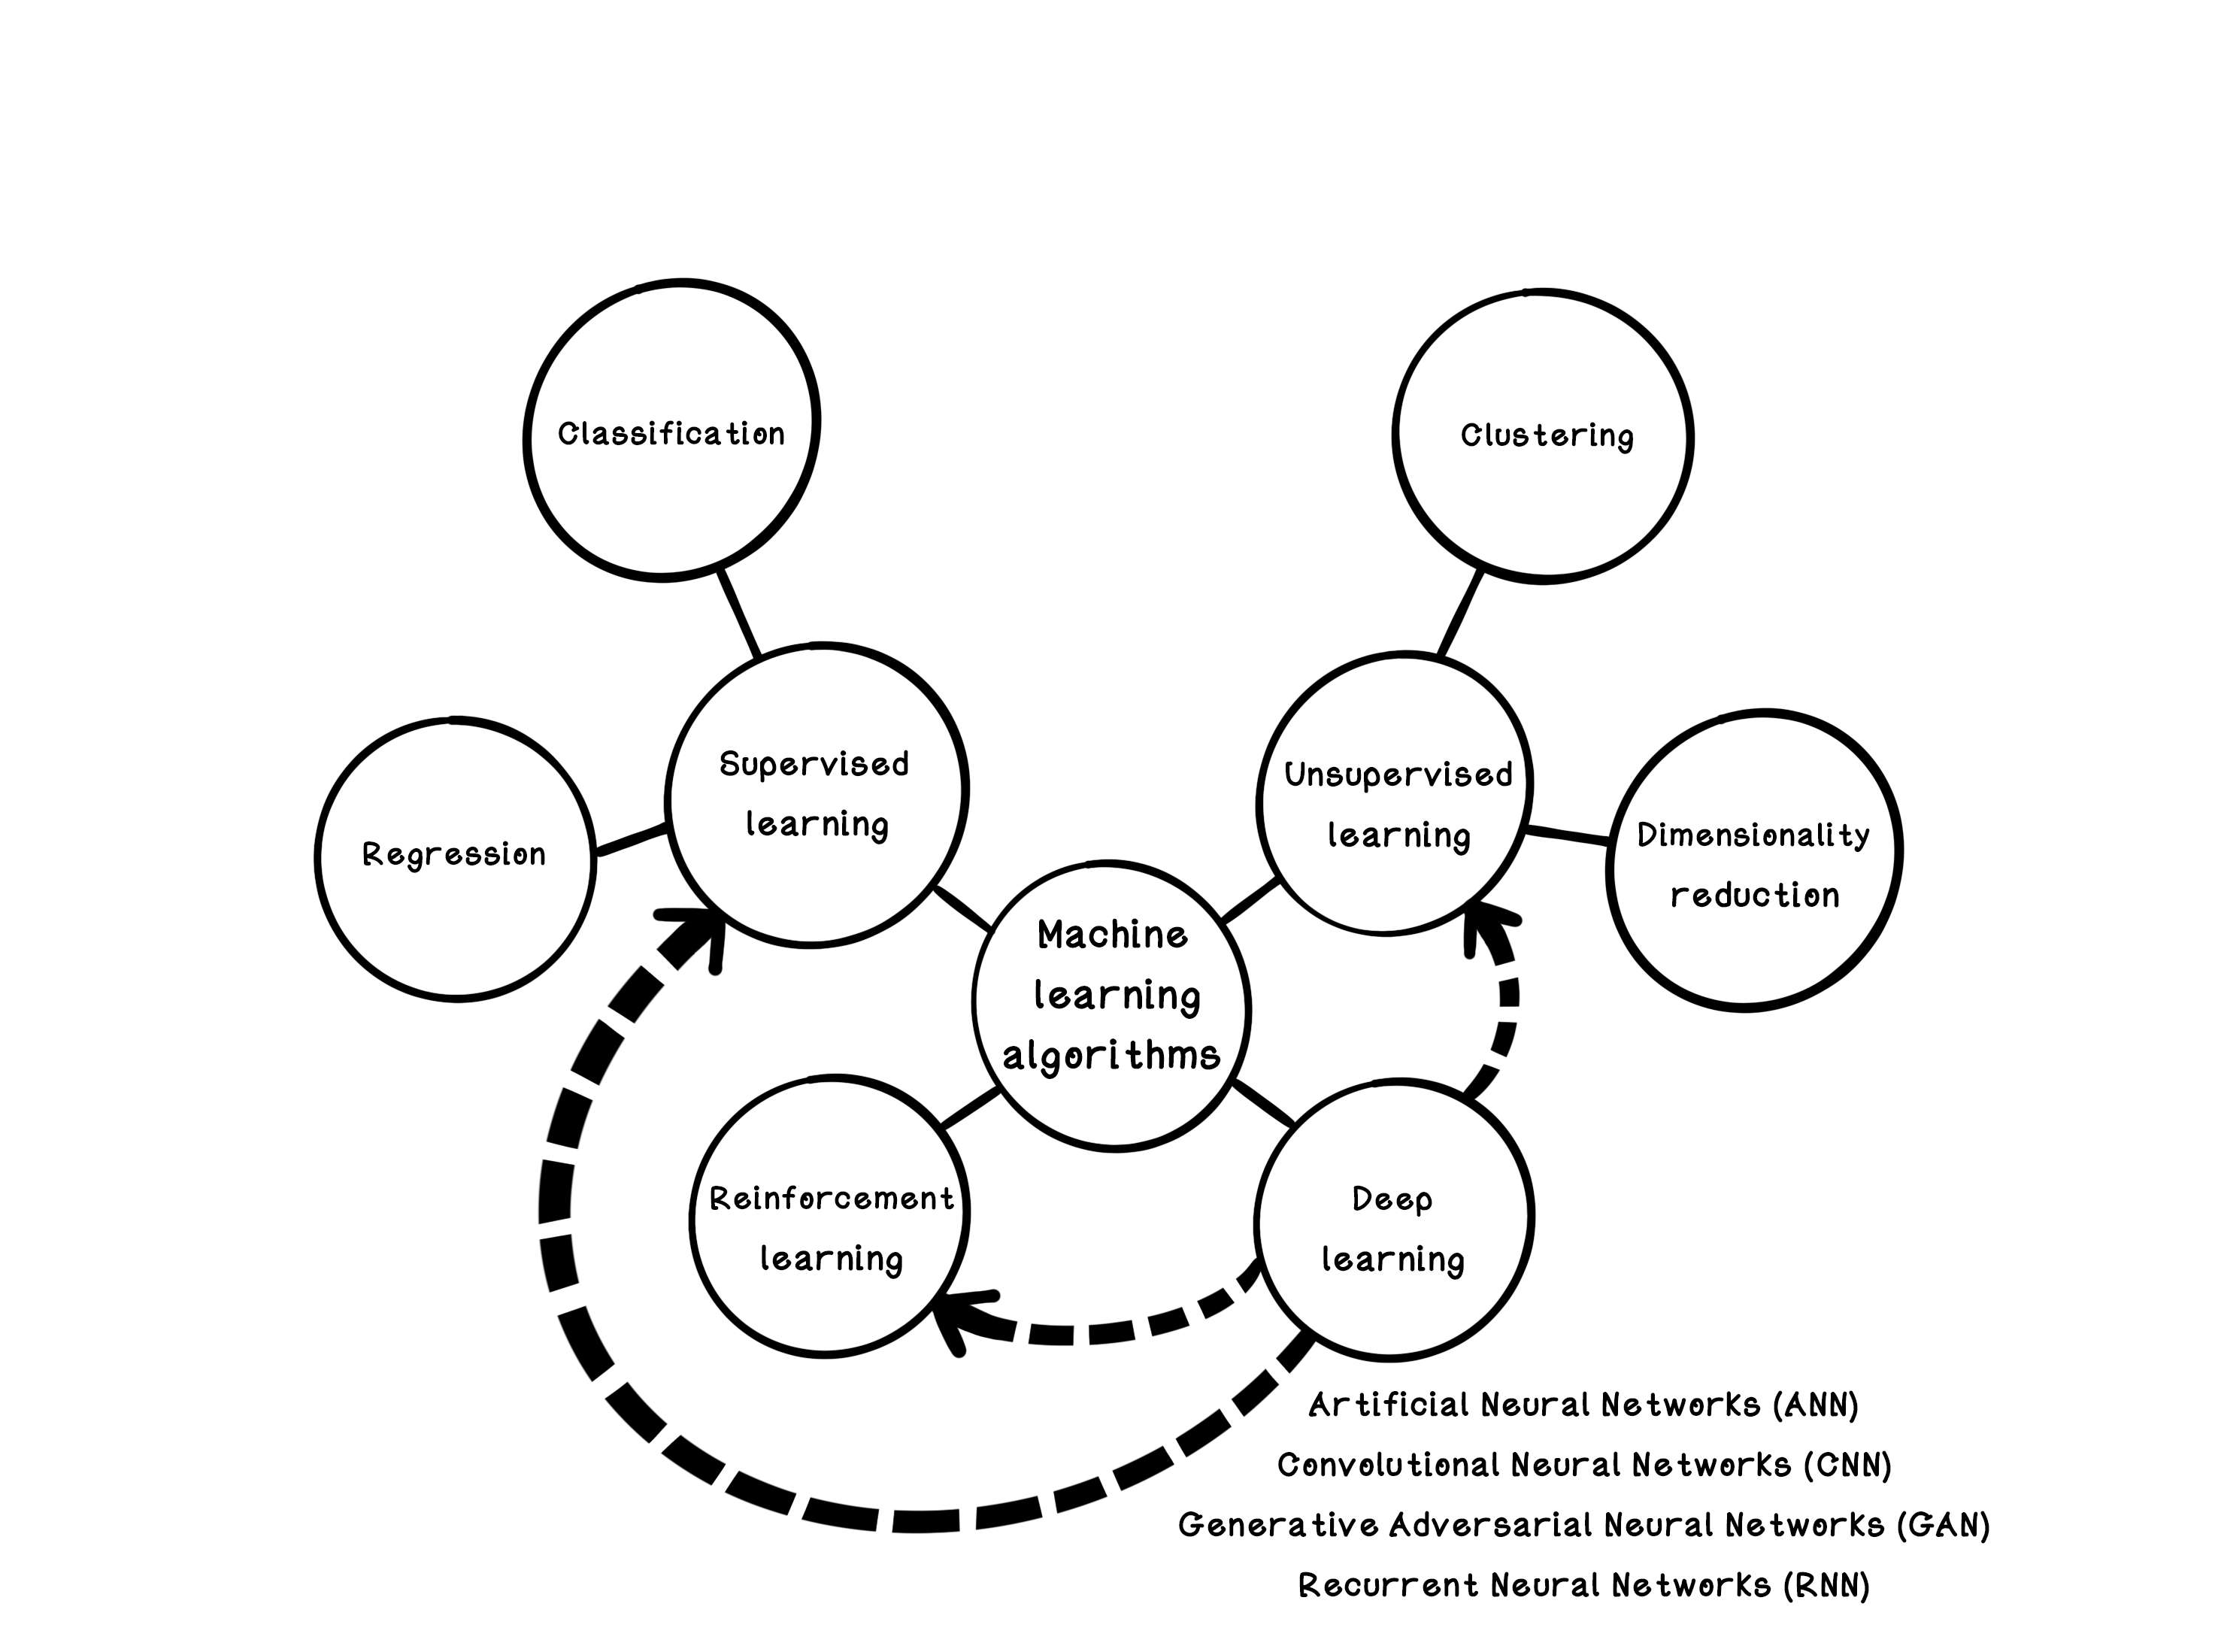 Classification
Clustering
Supervised
learning
Unsupervised
learning
Regression
Dimensionality
reduction
Machine
learning
algorithms
Reinforcement
learning
Deep
learning
Artificial Neural Networks (ANN)
Convolutional Neural Networks (CNN)
Generative Adversarial Neural Networks (GAN)
Recurrent Neural Networks (RNN)